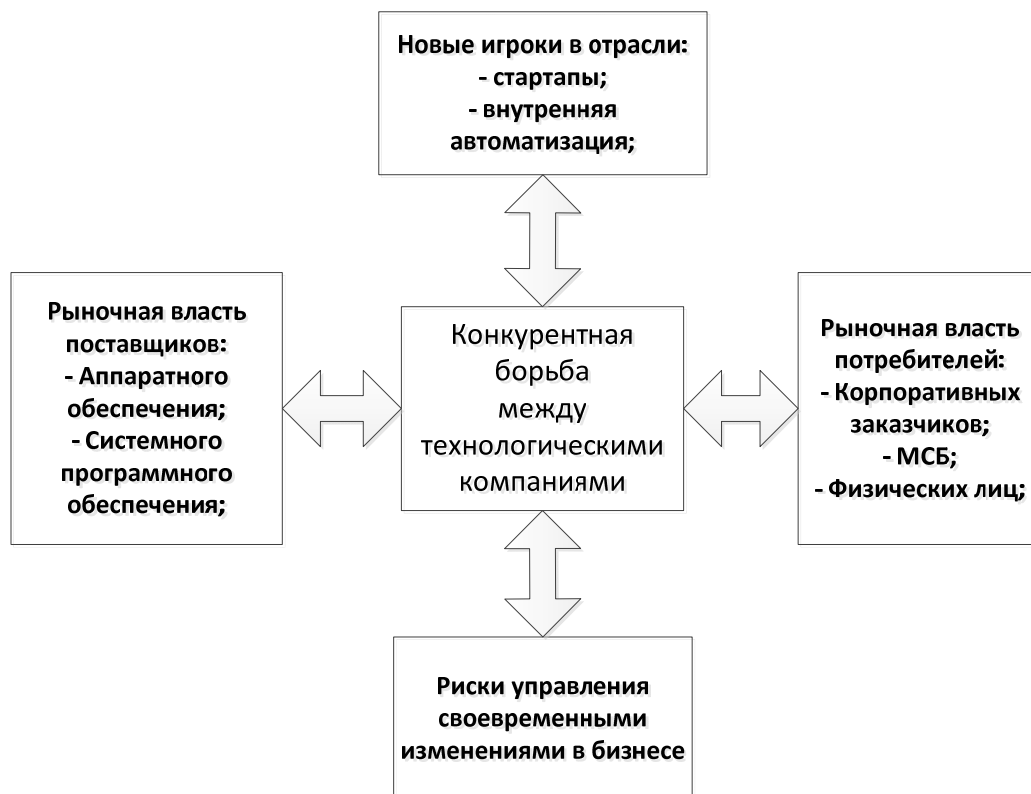 Новые игроки в отрасли:
- стартапы;
- внутренняя
автоматизация;
Рыночная власть
поставщиков:
- Аппаратного
обеспечения;
- Системного
программного
обеспечения;
Конкурентная
борьба
между
технологическими
компаниями
Рыночная власть
потребителей:
- Корпоративных
заказчиков;
- МСБ;
- Физических лиц;
Риски управления
своевременными
изменениями в бизнесе